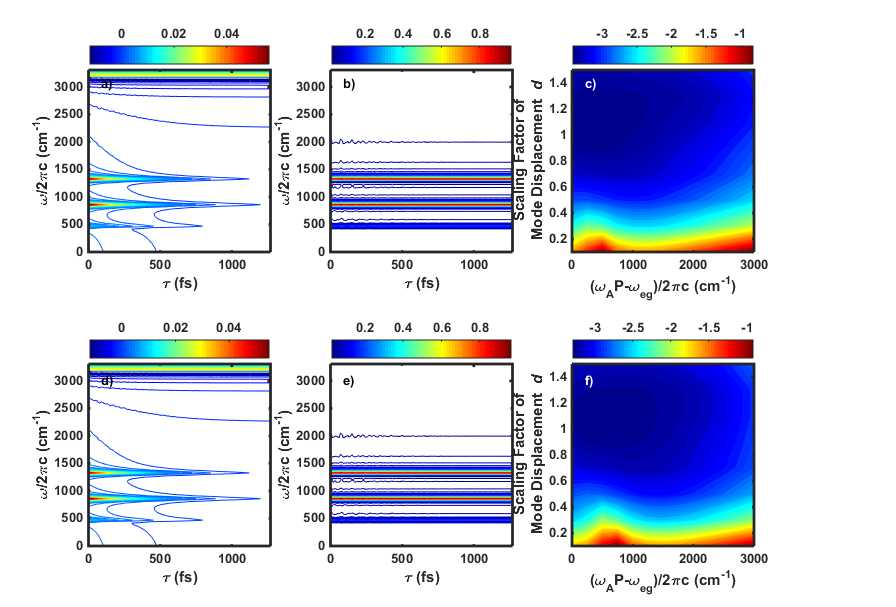 0 0.02 0.04
0.2 0.4 0.6 0.8
-3 -2.5 -2 -1.5 -1
a)
3000
2500
2000
1500
1000
500
0
ω/2πc (cm-1)
0 500 1000
τ (fs)
b)
3000
2500
2000
1500
1000
500
0
ω/2πc (cm-1)
0 500 1000
τ (fs)
c)
1.4
1.2
1
0.8
0.6
0.4
0.2
Scaling Factor of
Mode Displacement d
0 1000 2000 3000
(ωAP-ωeg)/2πc (cm-1)
0 0.02 0.04
0.2 0.4 0.6 0.8
-3 -2.5 -2 -1.5 -1
d)
3000
2500
2000
1500
1000
500
0
ω/2πc (cm-1)
0 500 1000
τ (fs)
e)
3000
2500
2000
1500
1000
500
0
ω/2πc (cm-1)
0 500 1000
τ (fs)
f)
1.4
1.2
1
0.8
0.6
0.4
0.2
Scaling Factor of
Mode Displacement d
0 1000 2000 3000
(ωAP-ωeg)/2πc (cm-1)